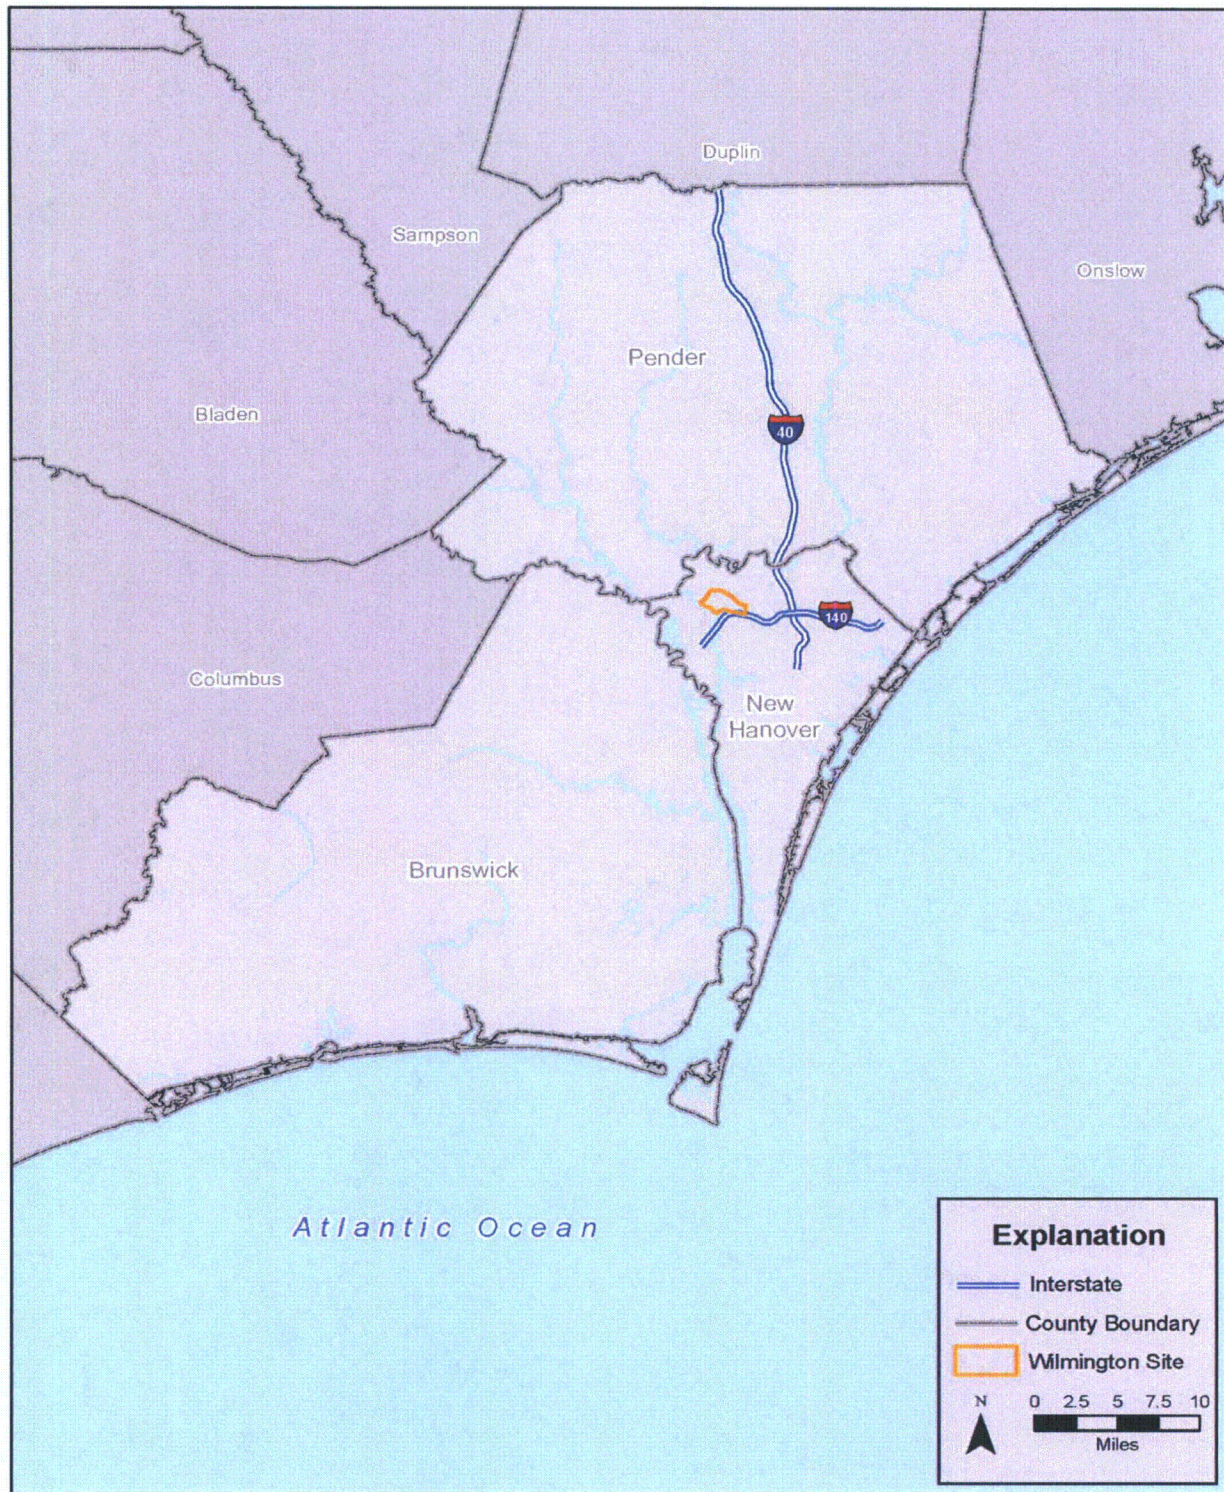 Duplin
Sampson
Onslow
Pender
Bladen
40
140
Columbus
New
Hanover
Brunswick
Atlantic Ocean
Explanation
Interstate
County Boundary
Wilmington Site
N
0 2.5 5 7.5 10
Miles